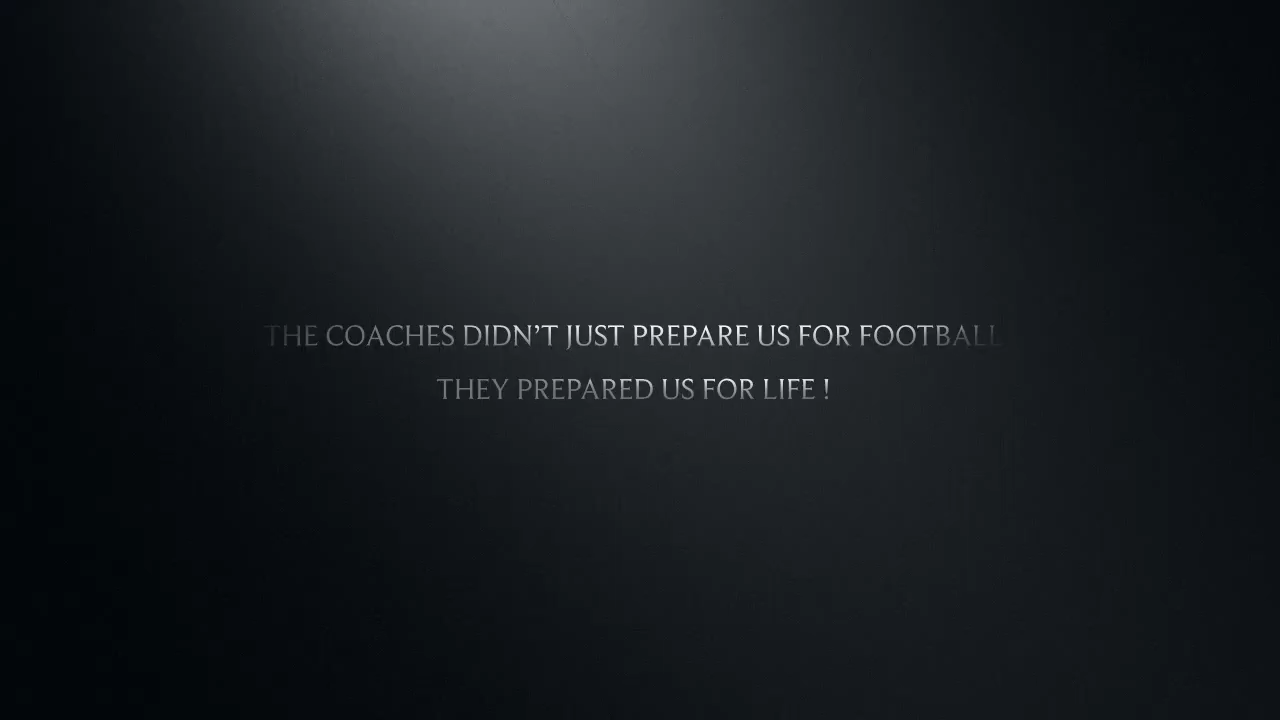 THE COACHES DIDN’T JUST PREPARE US FOR FOOTBALL
THEY PREPARED US FOR LIFE !